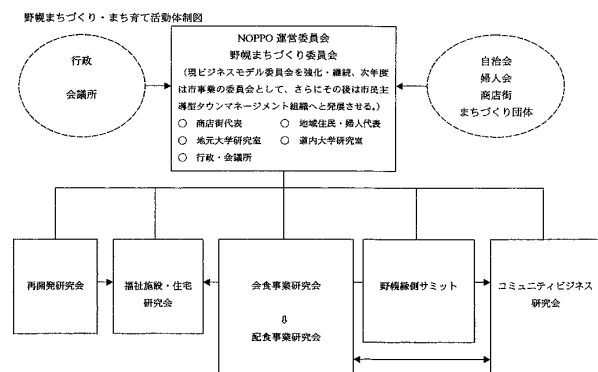 野幌まちづくり・まち育て活動体制図
行政
会議所
NOPPO 運営委員会
野幌まちづくり委員会
（現ビジネスモデル委員会を強化・継続、次年度
は市事業の委員会として、さらにその後は市民主
導型タウンマネージメント組織へと発展させる。）
○ 商店街代表 ○ 地域住民・婦人代表
○ 地元大学研究室 ○ 道内大学研究室
○ 行政・会議所
自治会
婦人会
商店街
まちづくり団体
再開発研究会
福祉施設・住宅
研究会
会食事業研究会
⇩
配食事業研究会
野幌縁側サミット
コミュニティビジネス
研究会